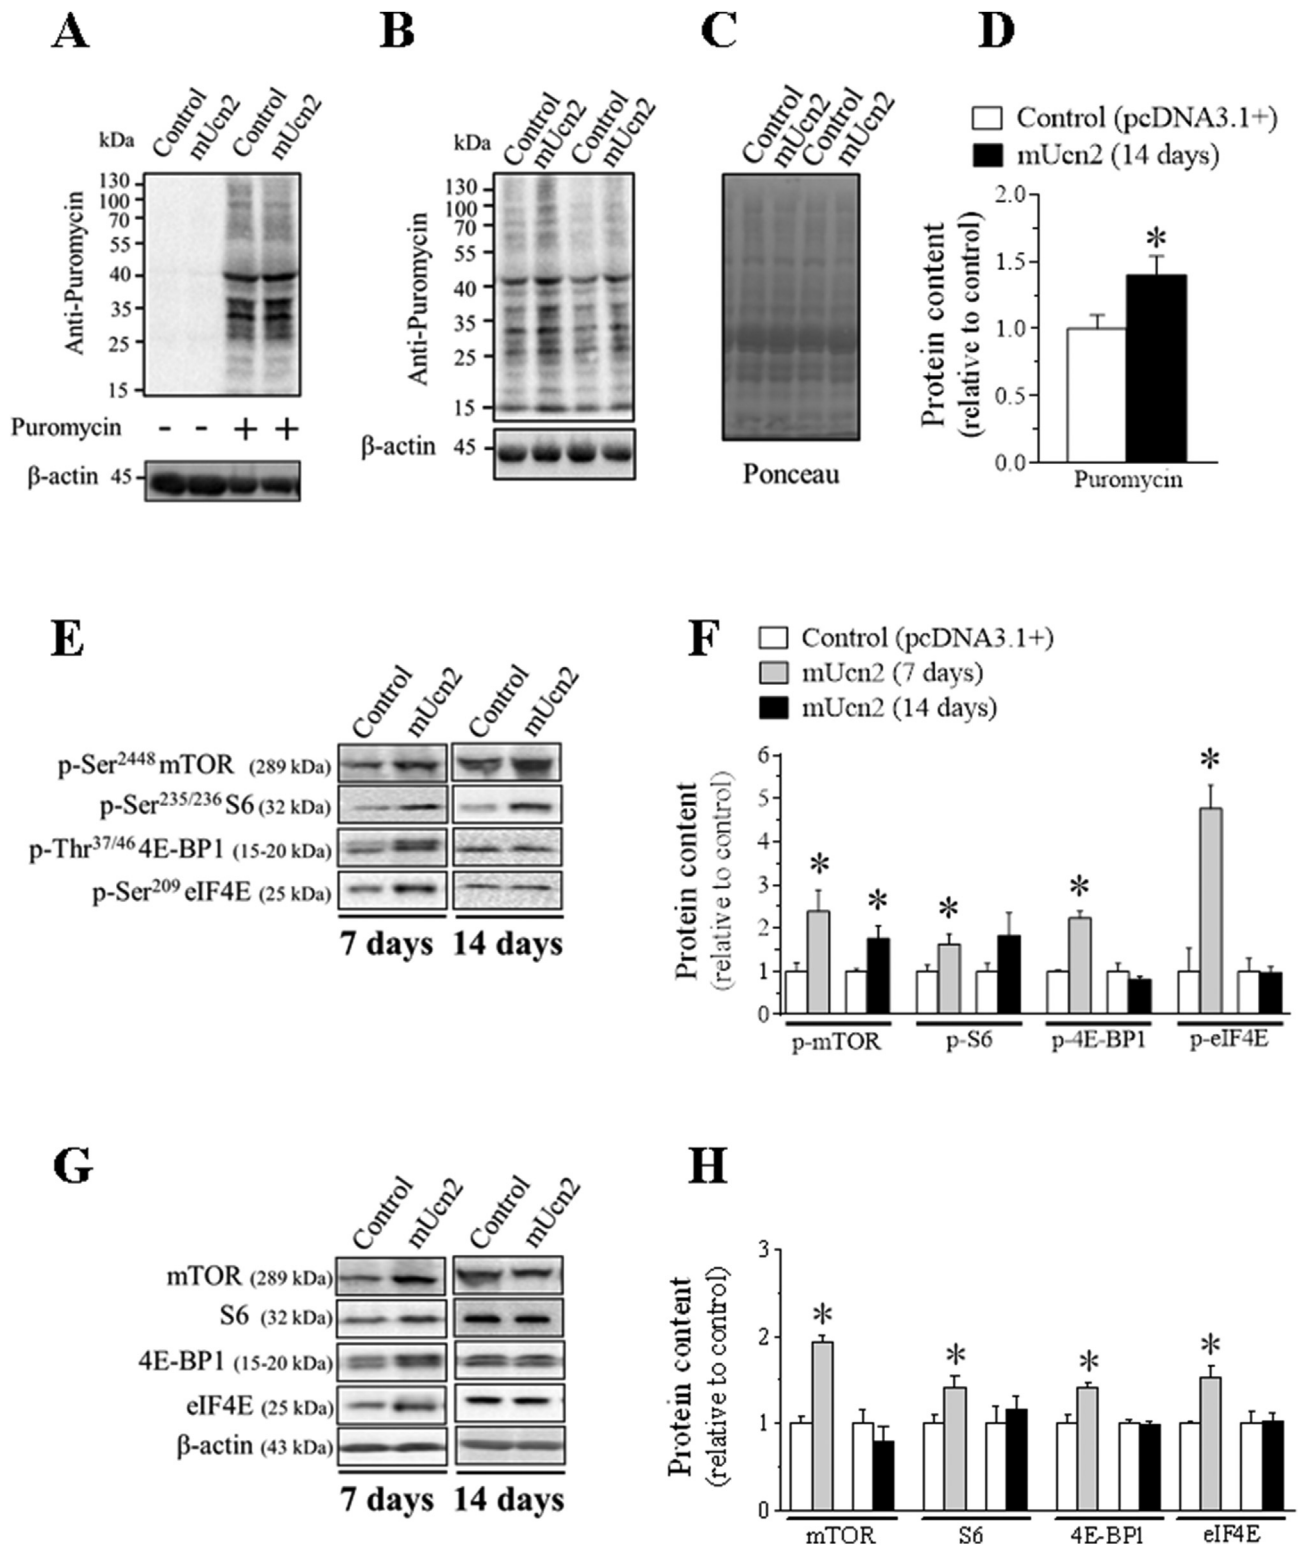 A
B
C
D
Control
mUcn2
Control
mUcn2
kDa
130
100
70
55
40
35
25
15
Anti-Puromycin
Puromycin - - + +
β-actin 45
Control
mUcn2
Control
mUcn2
kDa
130
100
70
55
40
35
25
15
Anti-Puromycin
β-actin 45
Control
mUcn2
Control
mUcn2
Ponceau
Control (pcDNA3.1+)
mUcn2 (14 days)
Protein content
(relative to control)
2.0
1.5
1.0
0.5
0.0
*
Puromycin
E
Control
mUcn2
Control
mUcn2
p-Ser2448 mTOR (289 kDa)
p-Ser235/236 S6 (32 kDa)
p-Thr37/46 4E-BP1 (15-20 kDa)
p-Ser209 eIF4E (25 kDa)
7 days 14 days
F
Control (pcDNA3.1+)
mUcn2 (7 days)
mUcn2 (14 days)
Protein content
(relative to control)
6
5
4
3
2
1
0
* * * * *
p-mTOR p-S6 p-4E-BP1 p-eIF4E
G
Control
mUcn2
Control
mUcn2
mTOR (289 kDa)
S6 (32 kDa)
4E-BP1 (15-20 kDa)
eIF4E (25 kDa)
β-actin (43 kDa)
7 days 14 days
H
Protein content
(relative to control)
3
2
1
0
* * * *
mTOR S6 4E-BP1 eIF4E